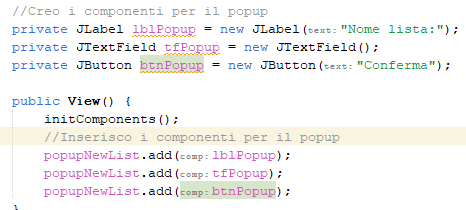 //Creo i componenti per il popup
private JLabel lblPopup = new JLabel(text:"Nome lista:");
private JTextField tfPopup = new JTextField();
private JButton btnPopup = new JButton(text:"Conferma");
public View() {
initComponents();
//Inserisco i componenti per il popup
popupNewList.add(comp:lblPopup);
popupNewList.add(comp:tfPopup);
popupNewList.add(comp:btnPopup);
}